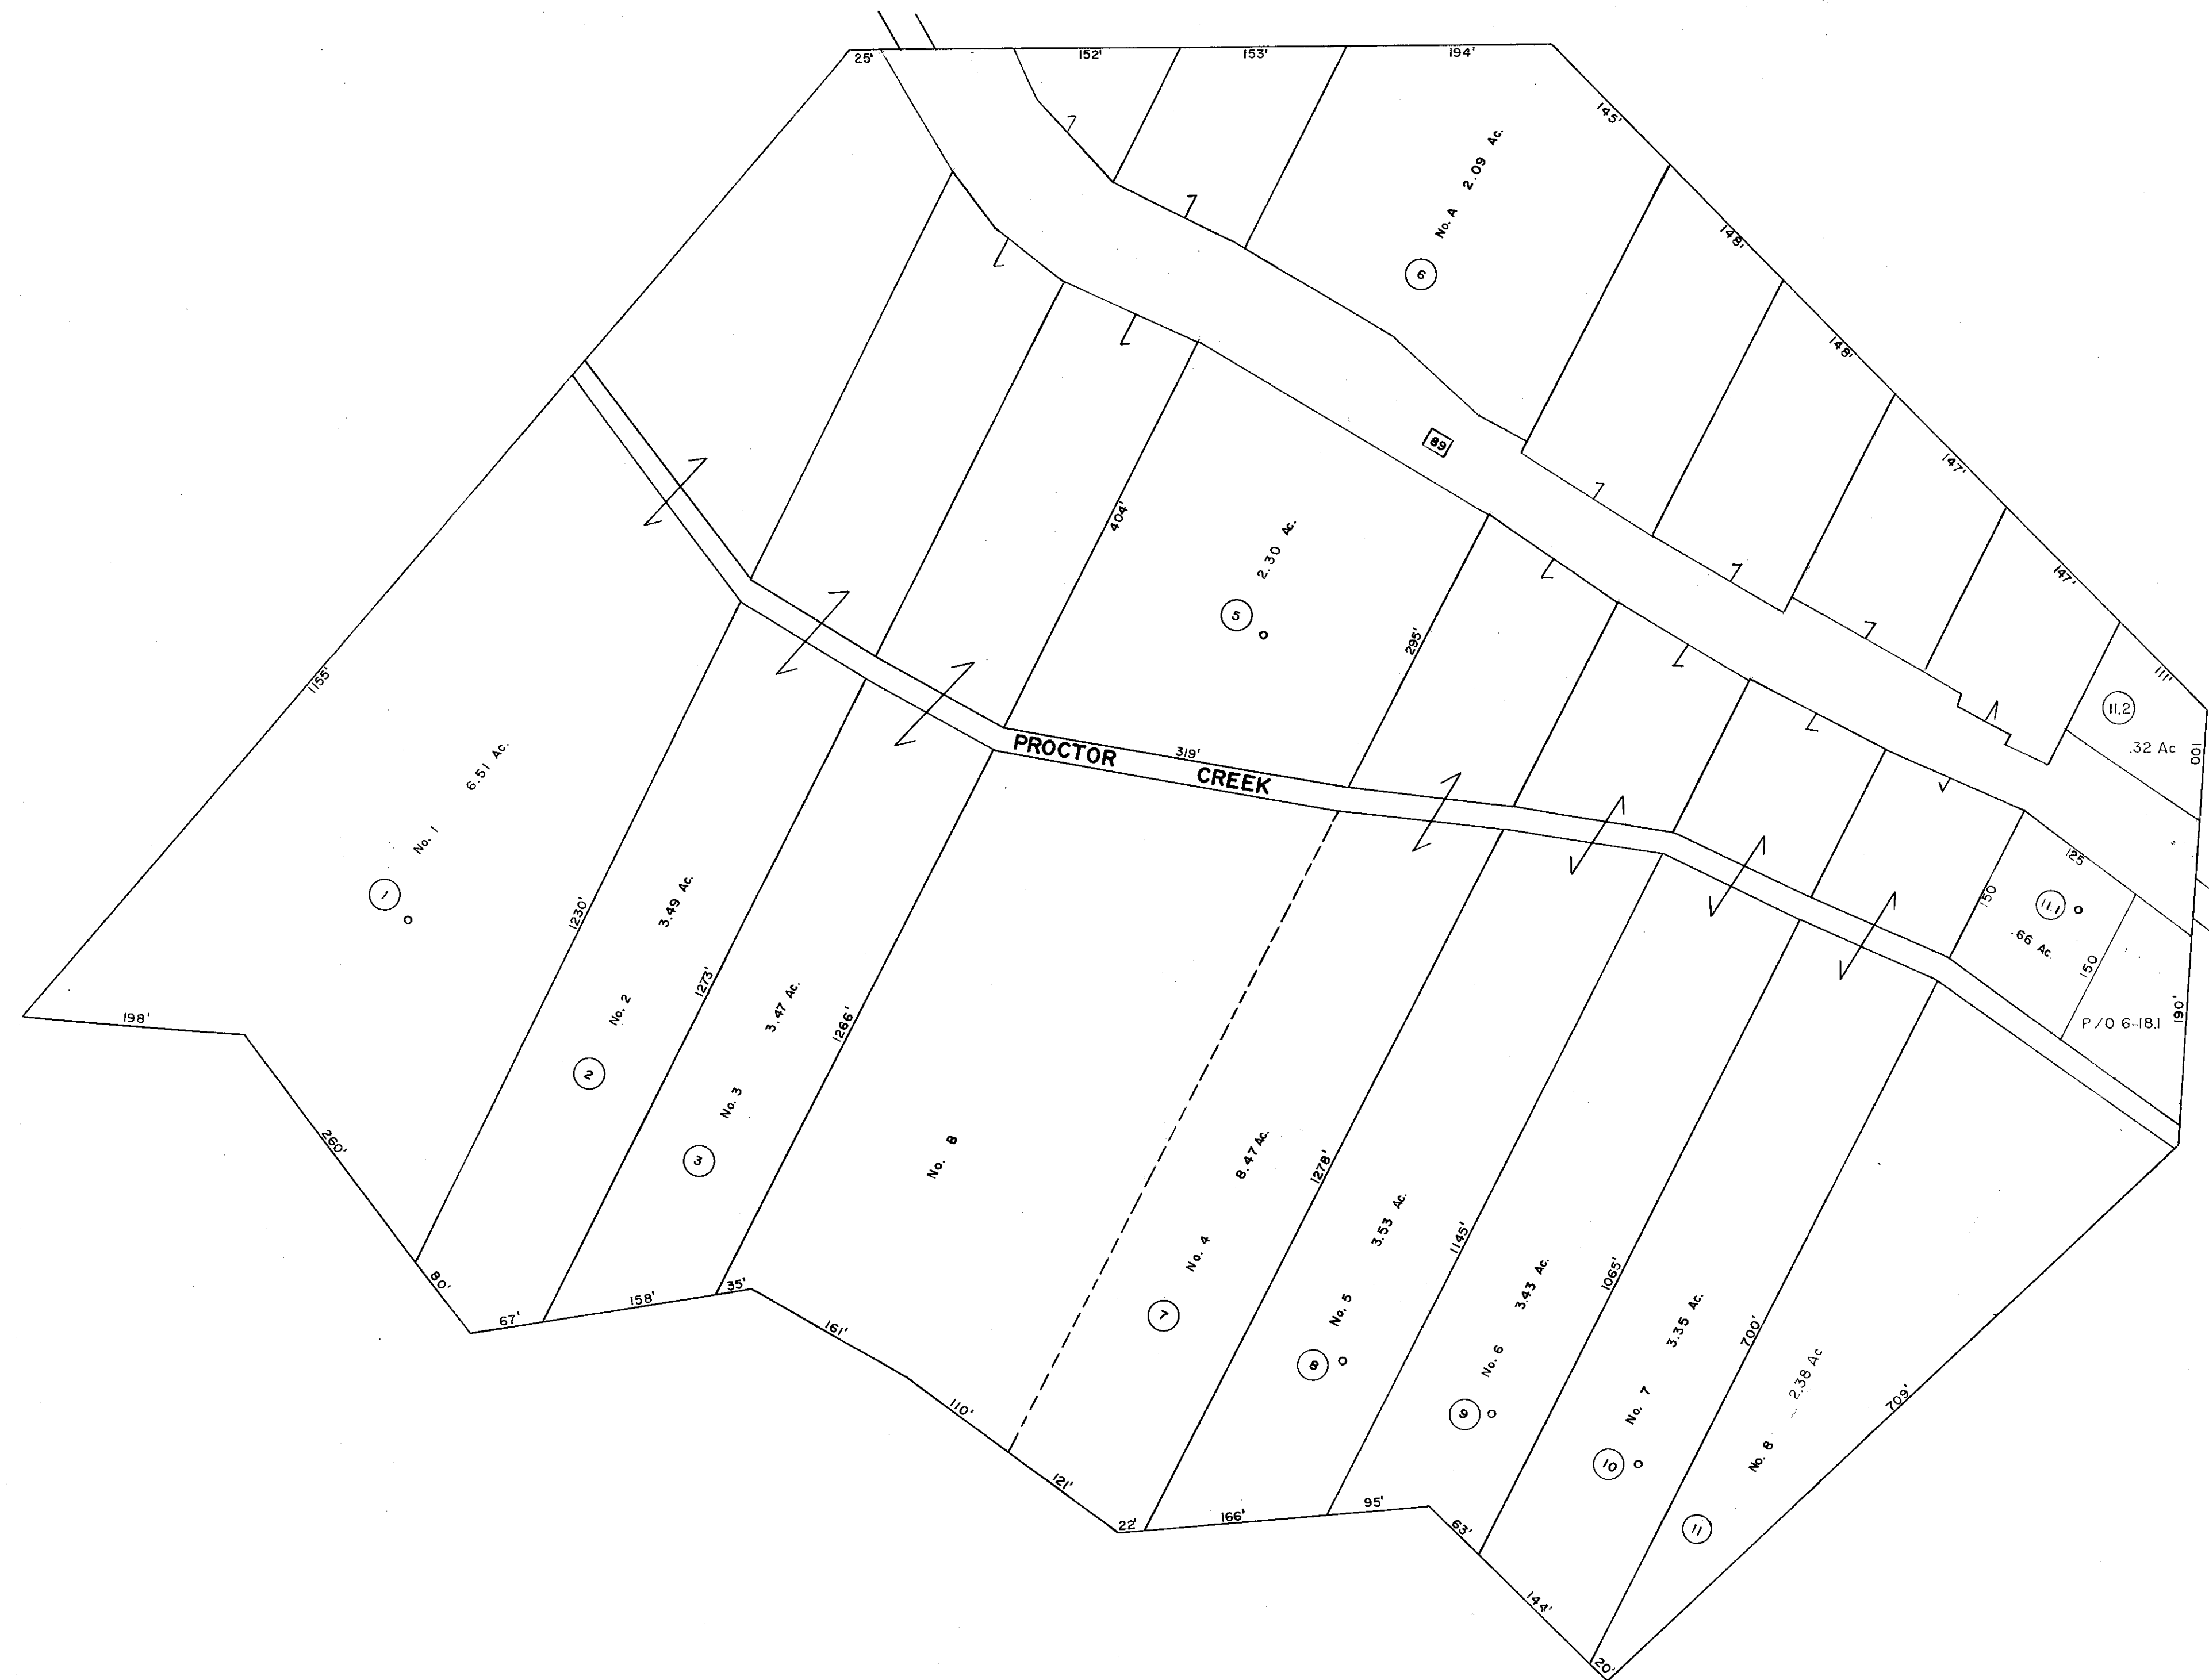 25'
152'
153'
194'
145'
148'
148'
147'
147'
111'
100
No. A 2.09 Ac.
6
89
404'
2.30 Ac.
5
295'
319'
PROCTOR CREEK
1155'
6.51 Ac.
No. 1
1
198'
260'
80'
1230'
3.49 Ac.
No. 2
2
67'
1273'
3.47 Ac.
No. 3
3
158'
1266'
35'
No. B
161'
110'
121'
8.47 Ac.
No. 4
7
22'
1278'
3.53 Ac.
No. 5
8
166'
1145'
3.43 Ac.
No. 6
9
95'
63'
1065'
3.35 Ac.
No. 7
10
144'
700'
2.38 Ac
No. 8
11
20'
709'
11.2
.32 Ac
125
150
11.1
.66 Ac.
150
P/O 6-18.1
190'